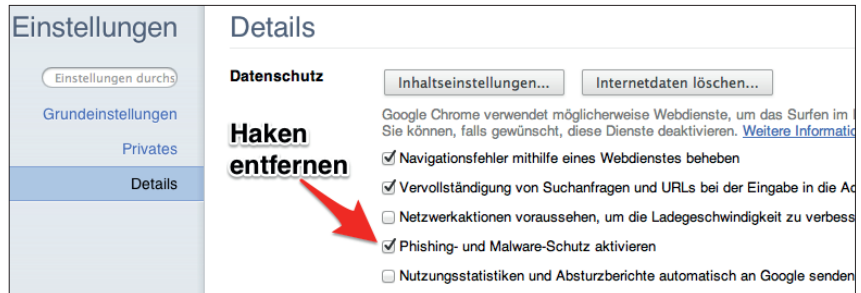 Einstellungen
Details
Einstellungen durchs
Grundeinstellungen
Privates
Details
Datenschutz
Inhaltseinstellungen...
Internetdaten löschen...
Google Chrome verwendet möglicherweise Webdienste, um das Surfen im
Sie können, falls gewünscht, diese Dienste deaktivieren. Weitere Informatio
Haken
entfernen
Navigationsfehler mithilfe eines Webdienstes beheben
Vervollständigung von Suchanfragen und URLs bei der Eingabe in die Ad
Netzwerkaktionen voraussehen, um die Ladegeschwindigkeit zu verbess
Phishing- und Malware-Schutz aktivieren
Nutzungsstatistiken und Absturzberichte automatisch an Google senden